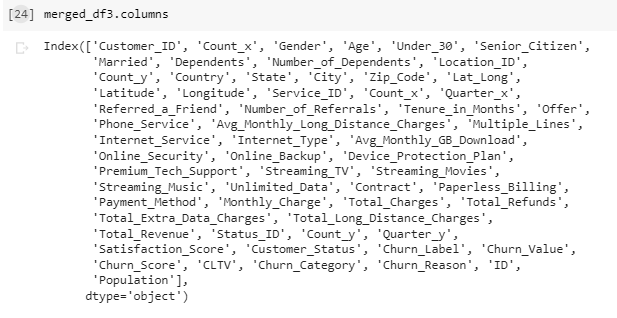 [24] merged_df3.columns
Index(['Customer_ID', 'Count_x', 'Gender', 'Age', 'Under_30', 'Senior_Citizen',
'Married', 'Dependents', 'Number_of_Dependents', 'Location_ID',
'Count_y', 'Country', 'State', 'City', 'Zip_Code', 'Lat_Long',
'Latitude', 'Longitude', 'Service_ID', 'Count_x', 'Quarter_x',
'Referred_a_Friend', 'Number_of_Referrals', 'Tenure_in_Months', 'Offer',
'Phone_Service', 'Avg_Monthly_Long_Distance_Charges', 'Multiple_Lines',
'Internet_Service', 'Internet_Type', 'Avg_Monthly_GB_Download',
'Online_Security', 'Online_Backup', 'Device_Protection_Plan',
'Premium_Tech_Support', 'Streaming_TV', 'Streaming_Movies',
'Streaming_Music', 'Unlimited_Data', 'Contract', 'Paperless_Billing',
'Payment_Method', 'Monthly_Charge', 'Total_Charges', 'Total_Refunds',
'Total_Extra_Data_Charges', 'Total_Long_Distance_Charges',
'Total_Revenue', 'Status_ID', 'Count_y', 'Quarter_y',
'Satisfaction_Score', 'Customer_Status', 'Churn_Label', 'Churn_Value',
'Churn_Score', 'CLTV', 'Churn_Category', 'Churn_Reason', 'ID',
'Population'],
dtype='object')